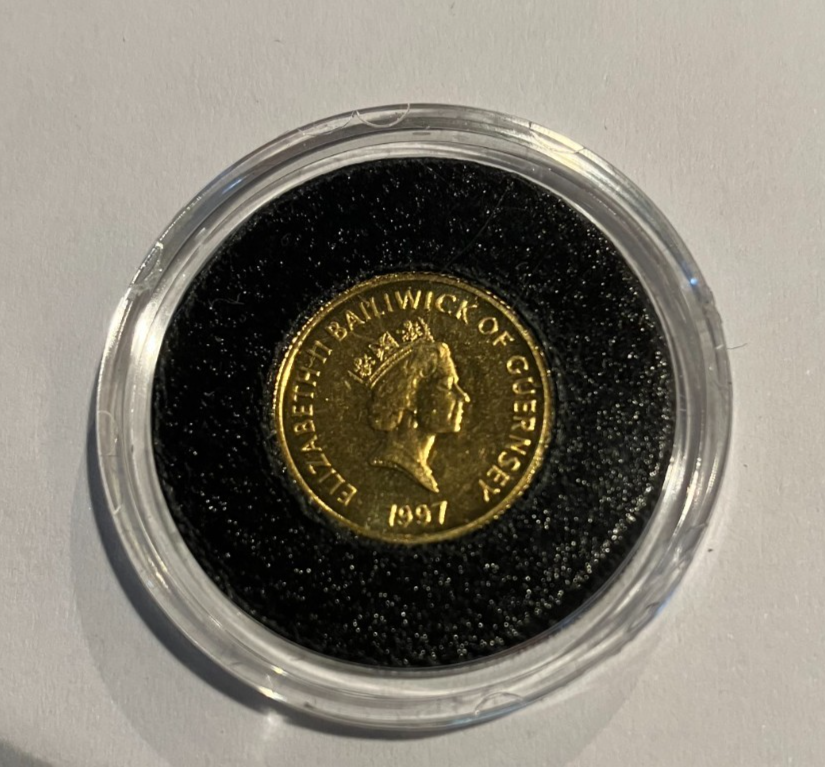 ELIZABETH II BAILIWICK OF GUERNSEY
1997